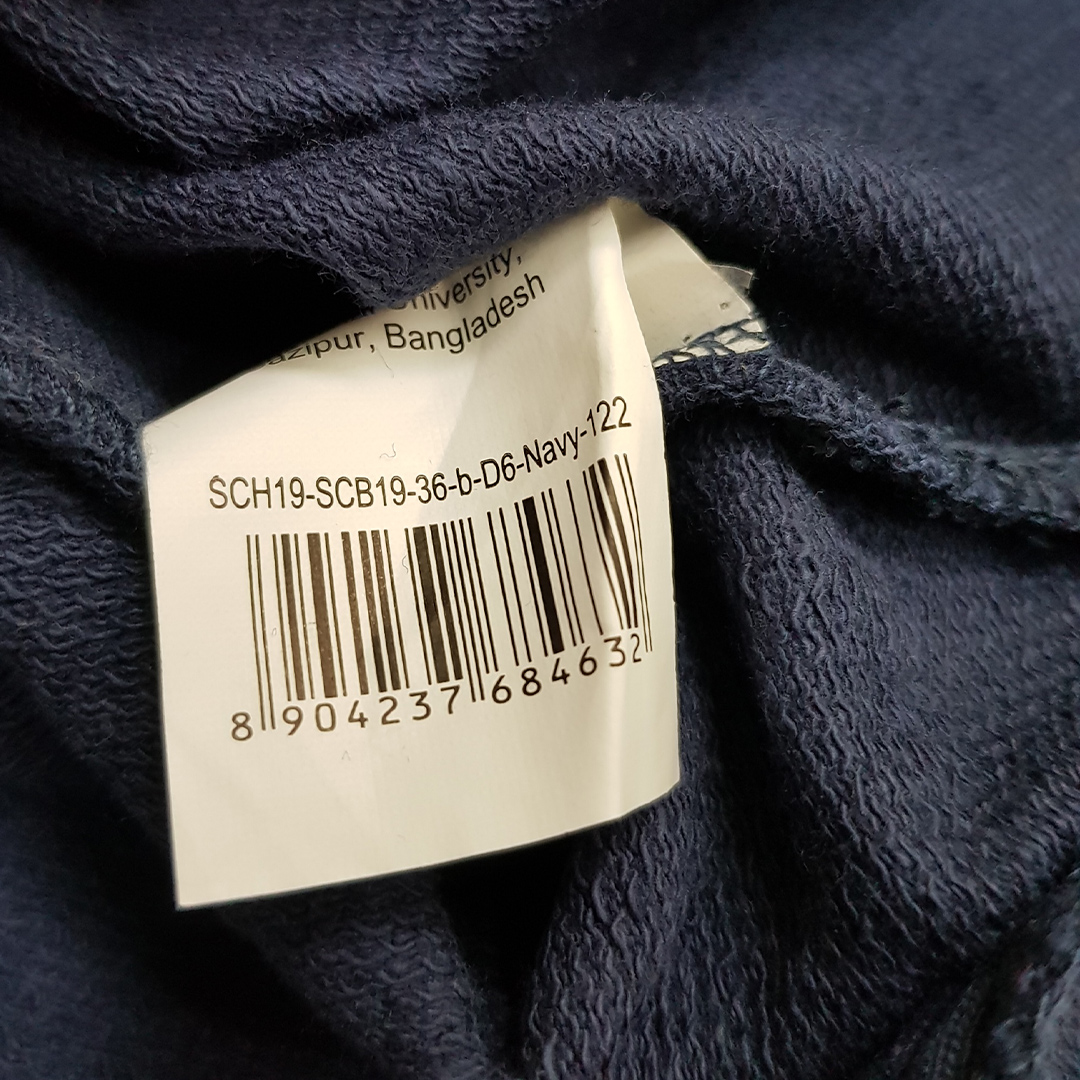 University,
Bangladesh
SCH19-SCB19-36-b-D6-Navy-122
8 904237 684632